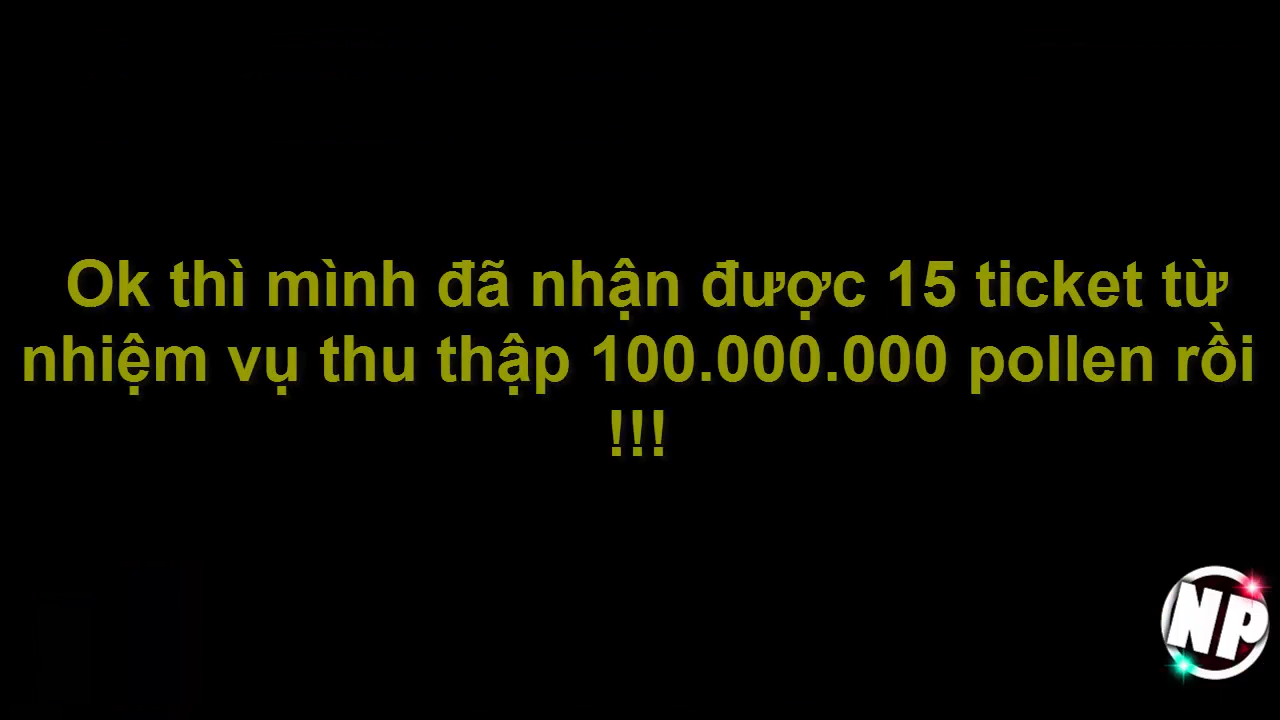 Ok thì mình đã nhận được 15 ticket từ
nhiệm vụ thu thập 100.000.000 pollen rồi
!!!
NP